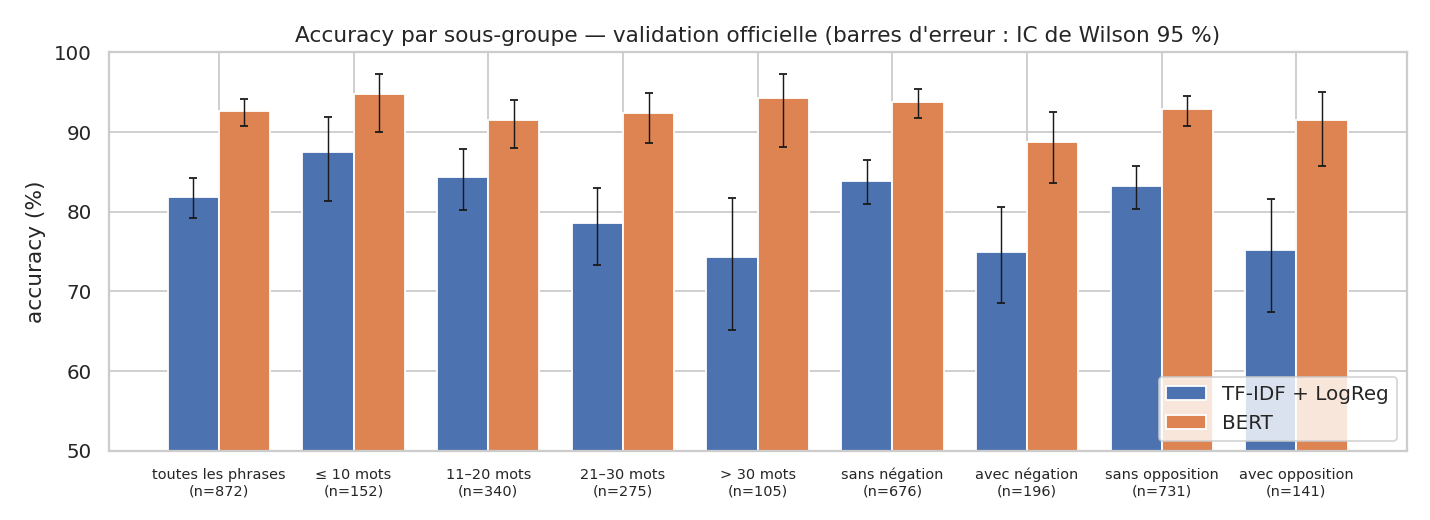 Accuracy par sous-groupe — validation officielle (barres d'erreur : IC de Wilson 95 %)
accuracy (%)
100
90
80
70
60
50
TF-IDF + LogReg
BERT
toutes les phrases
(n=872)
≤ 10 mots
(n=152)
11–20 mots
(n=340)
21–30 mots
(n=275)
> 30 mots
(n=105)
sans négation
(n=676)
avec négation
(n=196)
sans opposition
(n=731)
avec opposition
(n=141)